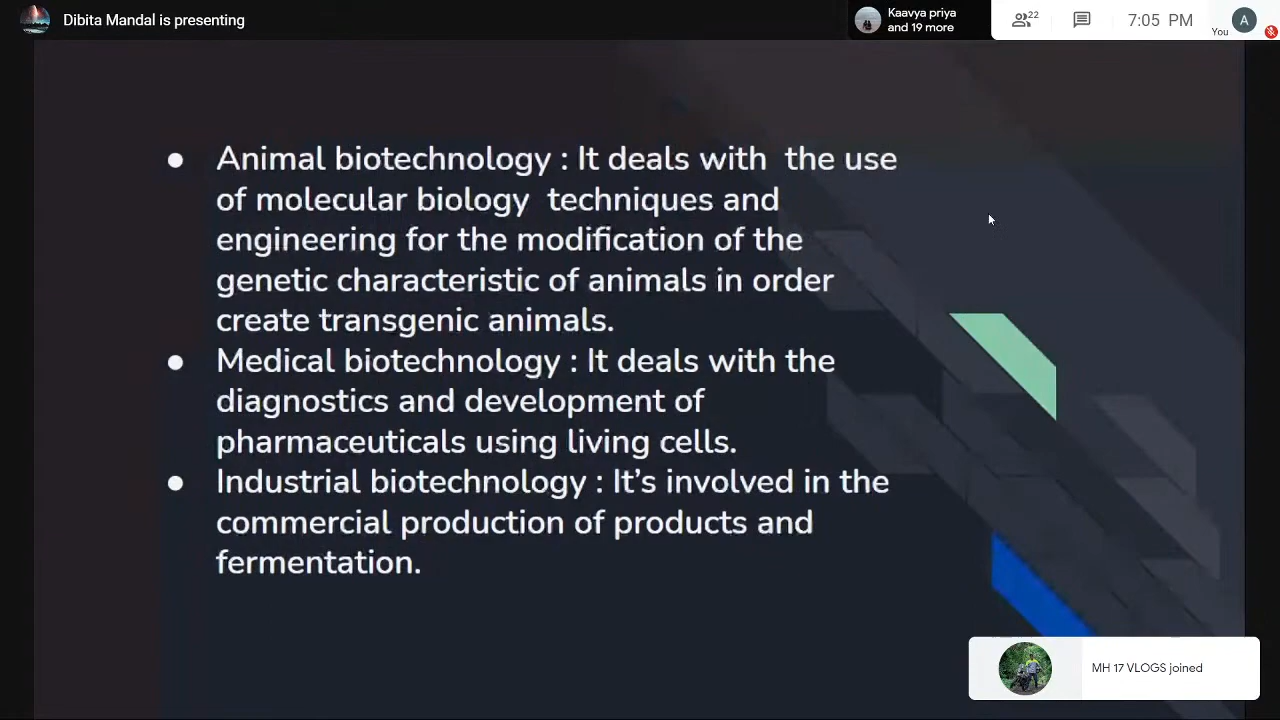 Dibita Mandal is presenting
Kaavya priya
and 19 more
22
7:05 PM
You
A
● Animal biotechnology : It deals with the use
of molecular biology techniques and
engineering for the modification of the
genetic characteristic of animals in order
create transgenic animals.
● Medical biotechnology : It deals with the
diagnostics and development of
pharmaceuticals using living cells.
● Industrial biotechnology : It’s involved in the
commercial production of products and
fermentation.
MH 17 VLOGS joined